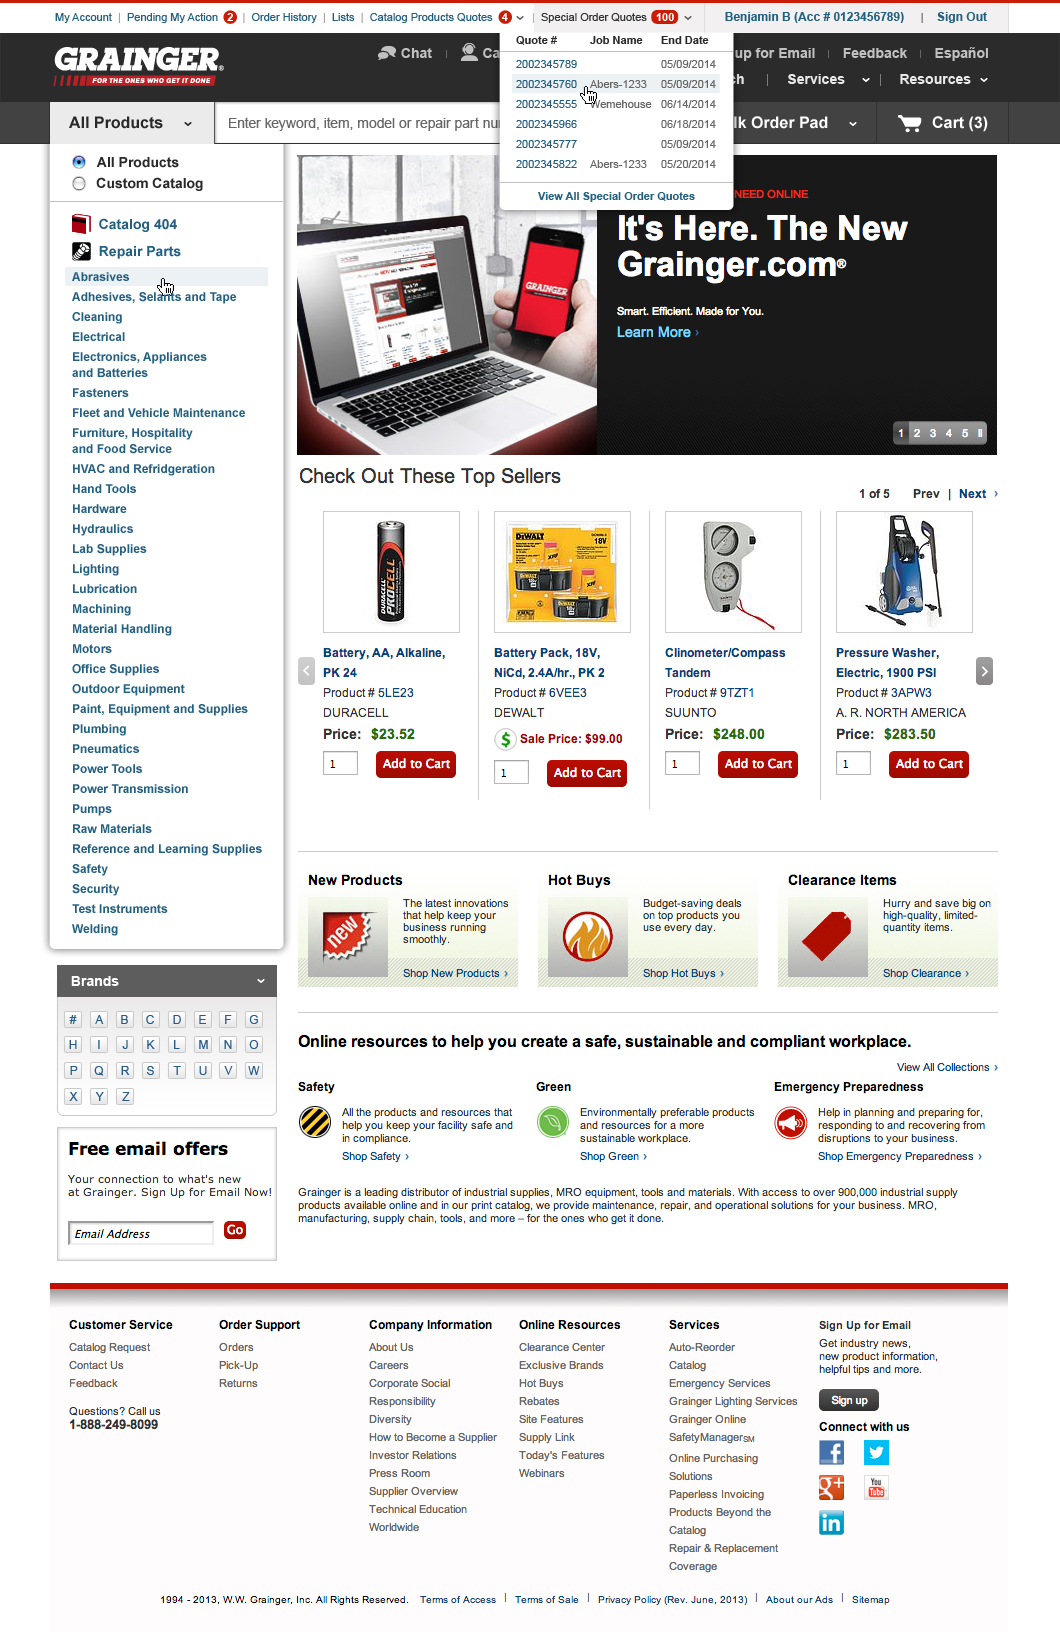 My Account | Pending My Action 2 | Order History | Lists | Catalog Products Quotes 4 Special Order Quotes 100 Benjamin B (Acc # 0123456789) | Sign Out
GRAINGER
FOR THE ONES WHO GET IT DONE
Chat | Ca
up for Email | Feedback | Español
ch | Services | Resources
Quote # Job Name End Date
2002345789 05/09/2014
2002345760 Abers-1233 05/09/2014
2002345555 Wemehouse 06/14/2014
2002345966 06/18/2014
2002345777 05/09/2014
2002345822 Abers-1233 05/20/2014
View All Special Order Quotes
All Products
Enter keyword, item, model or repair part nu
lk Order Pad
Cart (3)
All Products
Custom Catalog
Catalog 404
Repair Parts
Abrasives
Adhesives, Selants and Tape
Cleaning
Electrical
Electronics, Appliances
and Batteries
Fasteners
Fleet and Vehicle Maintenance
Furniture, Hospitality
and Food Service
HVAC and Refridgeration
Hand Tools
Hardware
Hydraulics
Lab Supplies
Lighting
Lubrication
Machining
Material Handling
Motors
Office Supplies
Outdoor Equipment
Paint, Equipment and Supplies
Plumbing
Pneumatics
Power Tools
Power Transmission
Pumps
Raw Materials
Reference and Learning Supplies
Safety
Security
Test Instruments
Welding
GRAINGER
NEED ONLINE
It's Here. The New
Grainger.com®
Smart. Efficient. Made for You.
Learn More ›
1 2 3 4 5 II
Check Out These Top Sellers
1 of 5 Prev | Next ›
DURACELL
PROCELL
DEWALT
18V
XRP
Battery, AA, Alkaline,
PK 24
Product # 5LE23
DURACELL
Price: $23.52
1 Add to Cart
Battery Pack, 18V,
NiCd, 2.4A/hr., PK 2
Product # 6VEE3
DEWALT
$ Sale Price: $99.00
1 Add to Cart
Clinometer/Compass
Tandem
Product # 9TZT1
SUUNTO
Price: $248.00
1 Add to Cart
Pressure Washer,
Electric, 1900 PSI
Product # 3APW3
A. R. NORTH AMERICA
Price: $283.50
1 Add to Cart
New Products
new
The latest innovations
that help keep your
business running
smoothly.
Shop New Products ›
Hot Buys
Budget-saving deals
on top products you
use every day.
Shop Hot Buys ›
Clearance Items
Hurry and save big on
high-quality, limited-
quantity items.
Shop Clearance ›
Brands
# A B C D E F G
H I J K L M N O
P Q R S T U V W
X Y Z
Free email offers
Your connection to what's new
at Grainger. Sign Up for Email Now!
Email Address Go
Online resources to help you create a safe, sustainable and compliant workplace.
View All Collections ›
Safety
All the products and resources that
help you keep your facility safe and
in compliance.
Shop Safety ›
Green
Environmentally preferable products
and resources for a more
sustainable workplace.
Shop Green ›
Emergency Preparedness
Help in planning and preparing for,
responding to and recovering from
disruptions to your business.
Shop Emergency Preparedness ›
Grainger is a leading distributor of industrial supplies, MRO equipment, tools and materials. With access to over 900,000 industrial supply
products available online and in our print catalog, we provide maintenance, repair, and operational solutions for your business. MRO,
manufacturing, supply chain, tools, and more – for the ones who get it done.
Customer Service
Catalog Request
Contact Us
Feedback
Questions? Call us
1-888-249-8099
Order Support
Orders
Pick-Up
Returns
Company Information
About Us
Careers
Corporate Social
Responsibility
Diversity
How to Become a Supplier
Investor Relations
Press Room
Supplier Overview
Technical Education
Worldwide
Online Resources
Clearance Center
Exclusive Brands
Hot Buys
Rebates
Site Features
Supply Link
Today's Features
Webinars
Services
Auto-Reorder
Catalog
Emergency Services
Grainger Lighting Services
Grainger Online
SafetyManagerSM
Online Purchasing
Solutions
Paperless Invoicing
Products Beyond the
Catalog
Repair & Replacement
Coverage
Sign Up for Email
Get industry news,
new product information,
helpful tips and more.
Sign up
Connect with us
f
g+
You Tube
in
1994 - 2013, W.W. Grainger, Inc. All Rights Reserved. Terms of Access | Terms of Sale | Privacy Policy (Rev. June, 2013) | About our Ads | Sitemap